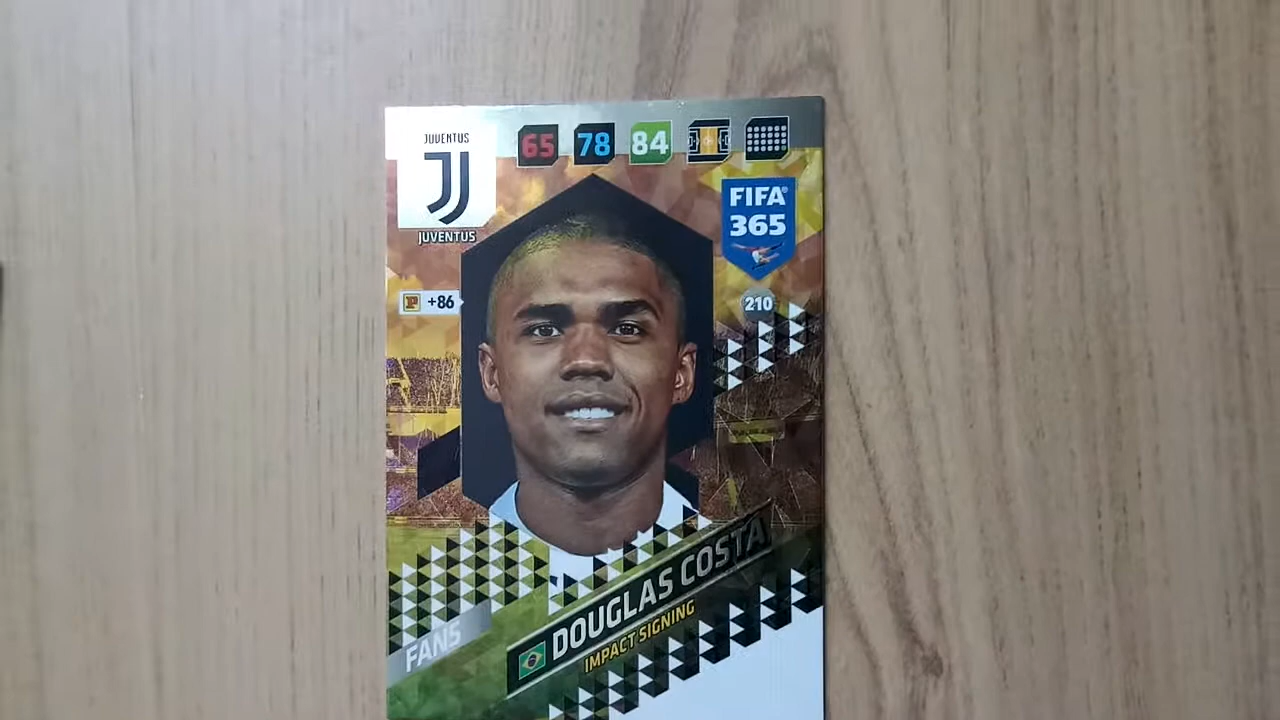 JUVENTUS
JUVENTUS
65 78 84
FIFA®
365
P +86
210
FANS
DOUGLAS COSTA
IMPACT SIGNING